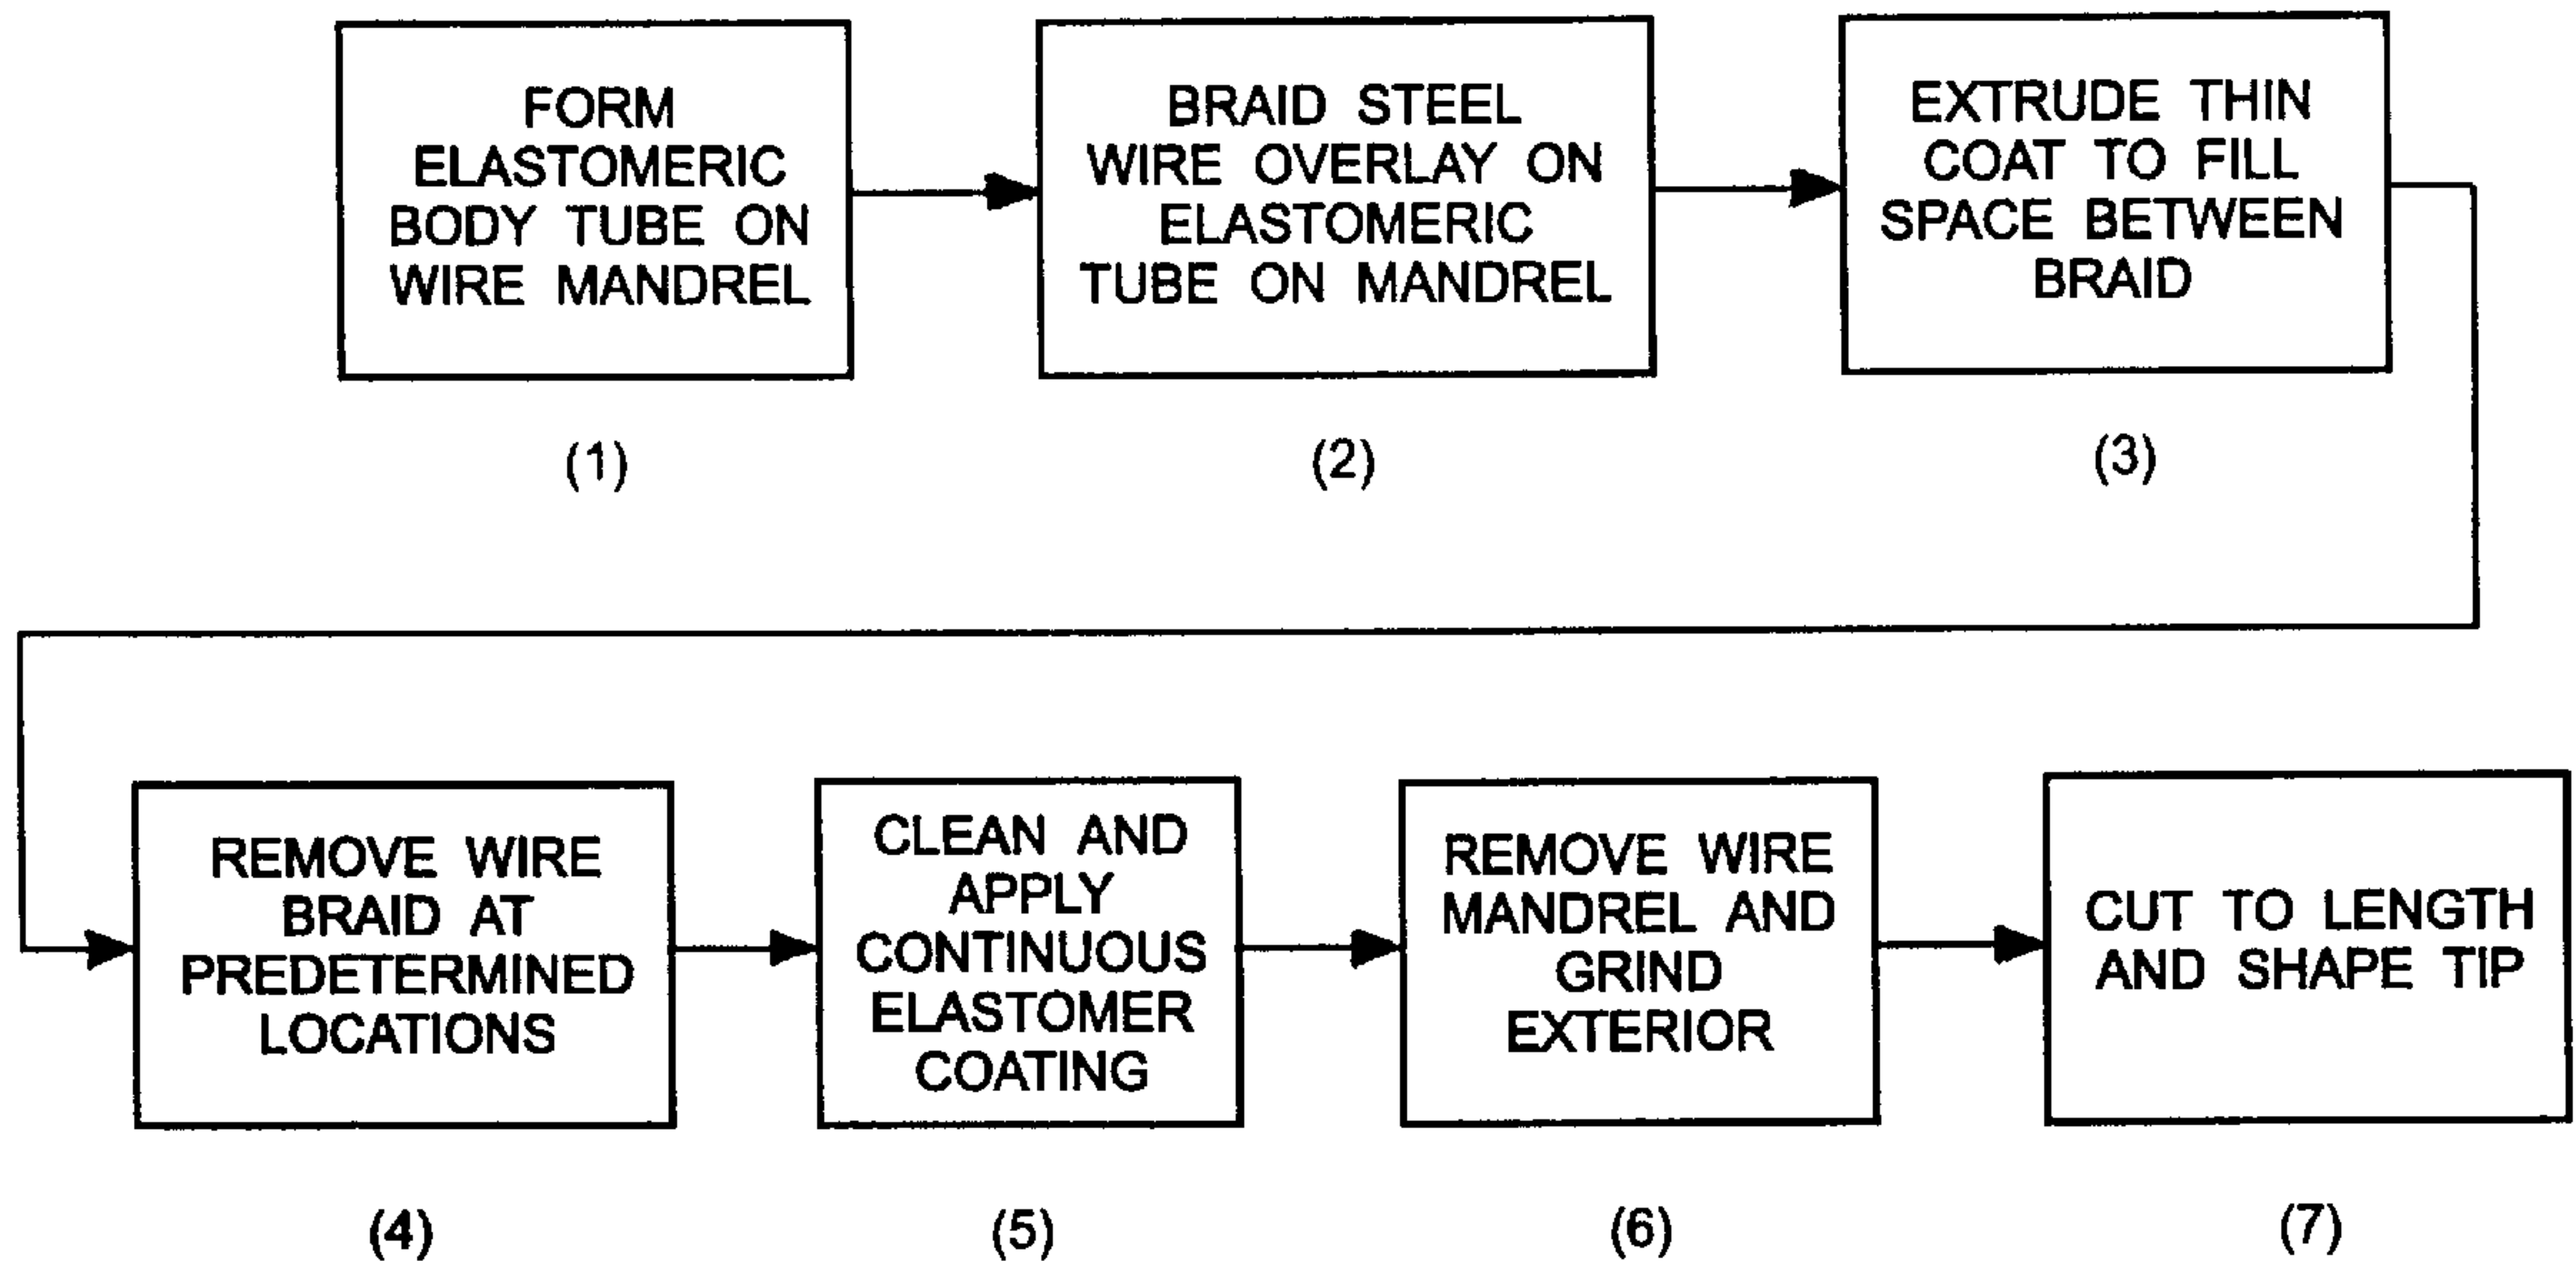 FORM
ELASTOMERIC
BODY TUBE ON
WIRE MANDREL
(1)
BRAID STEEL
WIRE OVERLAY ON
ELASTOMERIC
TUBE ON MANDREL
(2)
EXTRUDE THIN
COAT TO FILL
SPACE BETWEEN
BRAID
(3)
REMOVE WIRE
BRAID AT
PREDETERMINED
LOCATIONS
(4)
CLEAN AND
APPLY
CONTINUOUS
ELASTOMER
COATING
(5)
REMOVE WIRE
MANDREL AND
GRIND
EXTERIOR
(6)
CUT TO LENGTH
AND SHAPE TIP
(7)